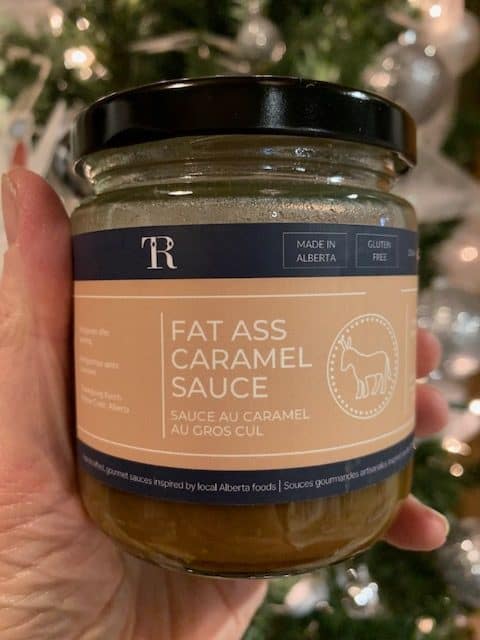 TR
MADE IN
ALBERTA
GLUTEN
FREE
FAT ASS
CARAMEL
SAUCE
SAUCE AU CARAMEL
AU GROS CUL
gourmet sauces inspired by local Alberta foods | Sauces gourmandes artisanales